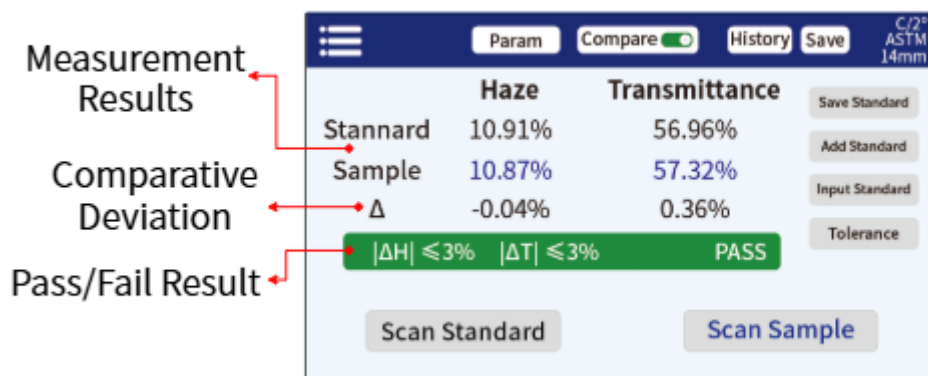 Measurement
Results
Comparative
Deviation
Pass/Fail Result
Param Compare History Save
C/2°
ASTM
14mm
Haze Transmittance
Stannard 10.91% 56.96%
Sample 10.87% 57.32%
Δ -0.04% 0.36%
|ΔH| ⩽3% |ΔT| ⩽3% PASS
Save Standard
Add Standard
Input Standard
Tolerance
Scan Standard Scan Sample